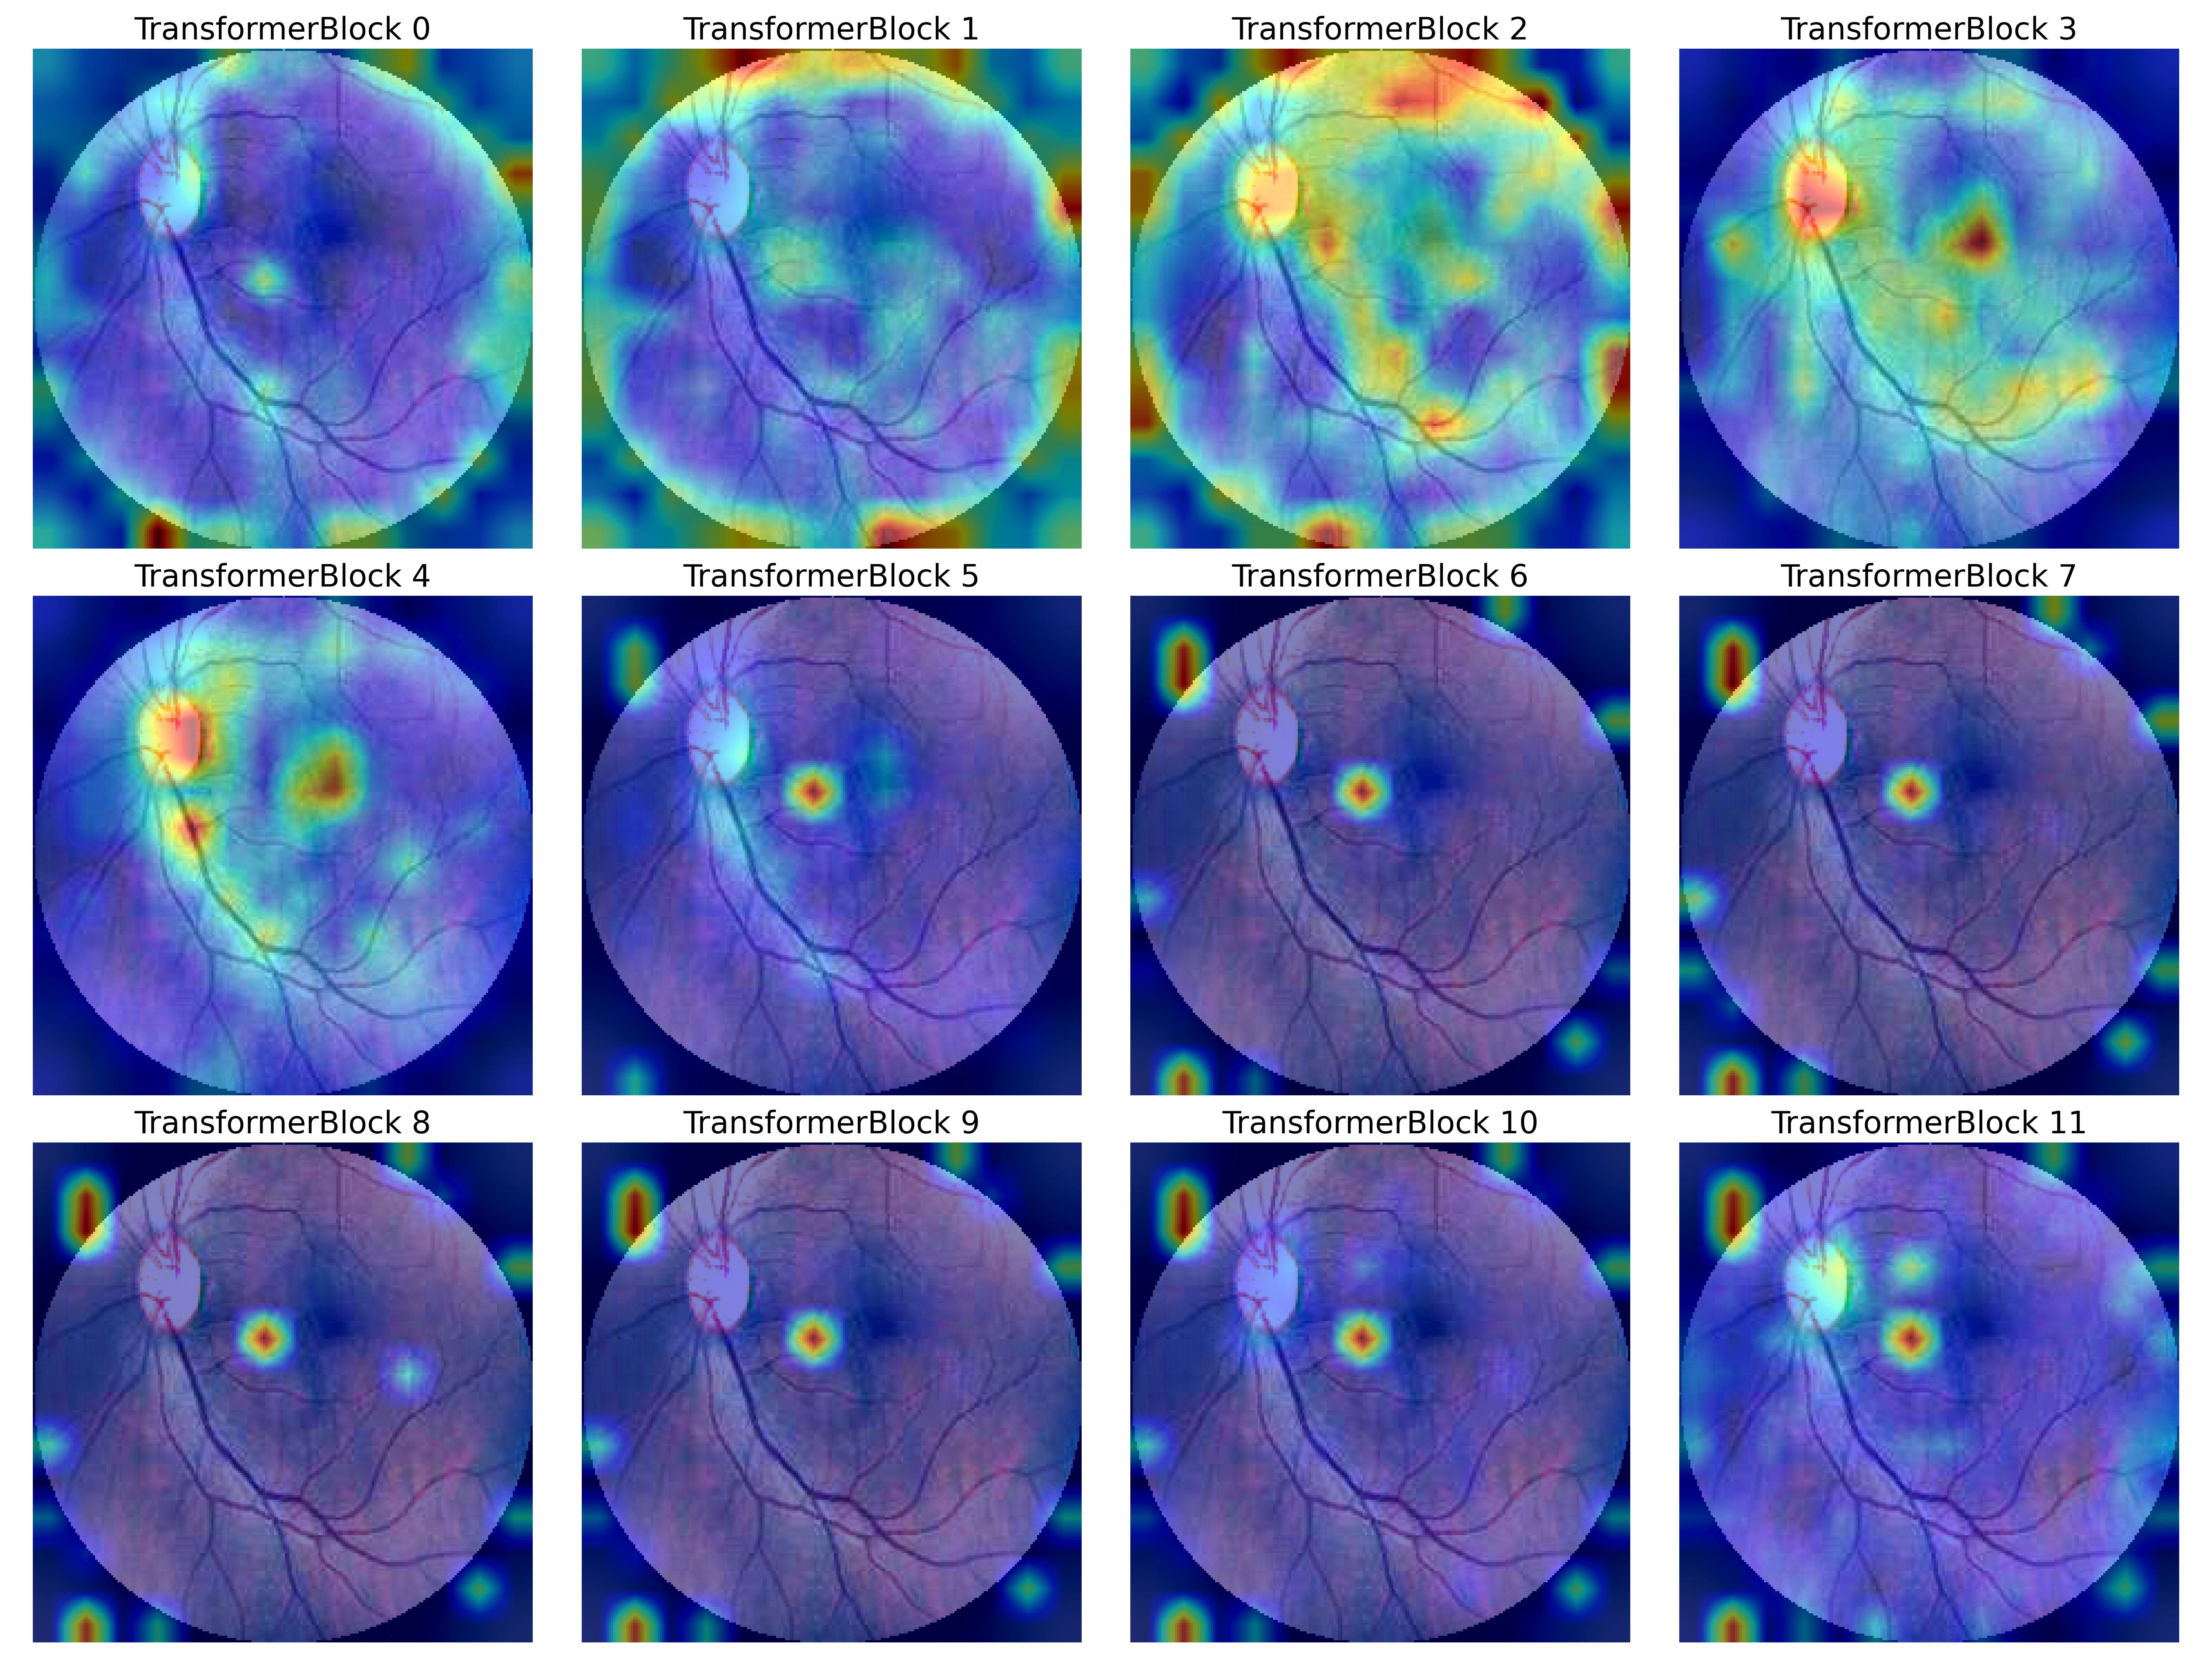 TransformerBlock 0
TransformerBlock 1
TransformerBlock 2
TransformerBlock 3
TransformerBlock 4
TransformerBlock 5
TransformerBlock 6
TransformerBlock 7
TransformerBlock 8
TransformerBlock 9
TransformerBlock 10
TransformerBlock 11